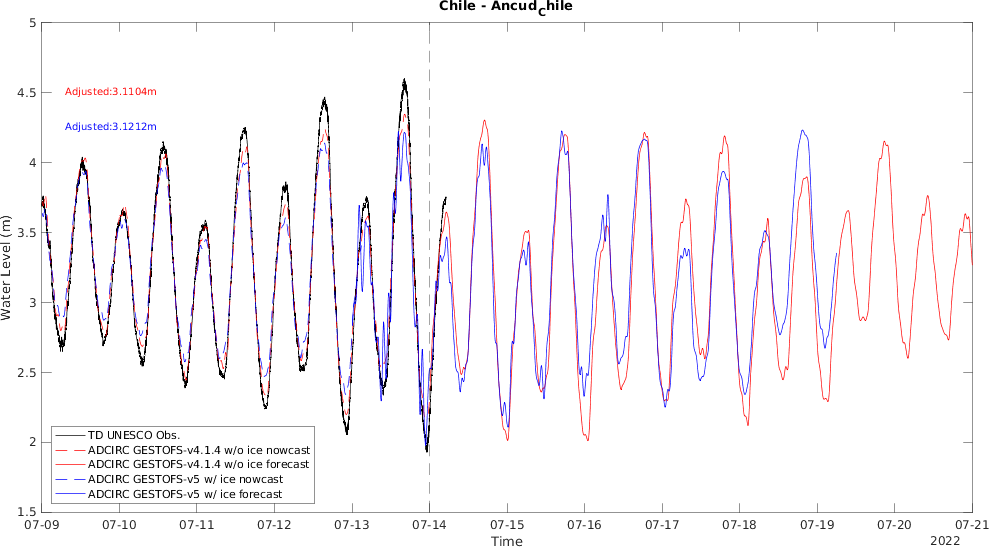 Chile - Ancud_Chile
Adjusted:3.1104m
Adjusted:3.1212m
Water Level (m)
5
4.5
4
3.5
3
2.5
2
1.5
TD UNESCO Obs.
ADCIRC GESTOFS-v4.1.4 w/o ice nowcast
ADCIRC GESTOFS-v4.1.4 w/o ice forecast
ADCIRC GESTOFS-v5 w/ ice nowcast
ADCIRC GESTOFS-v5 w/ ice forecast
07-09 07-10 07-11 07-12 07-13 07-14 07-15 07-16 07-17 07-18 07-19 07-20 07-21
Time
2022